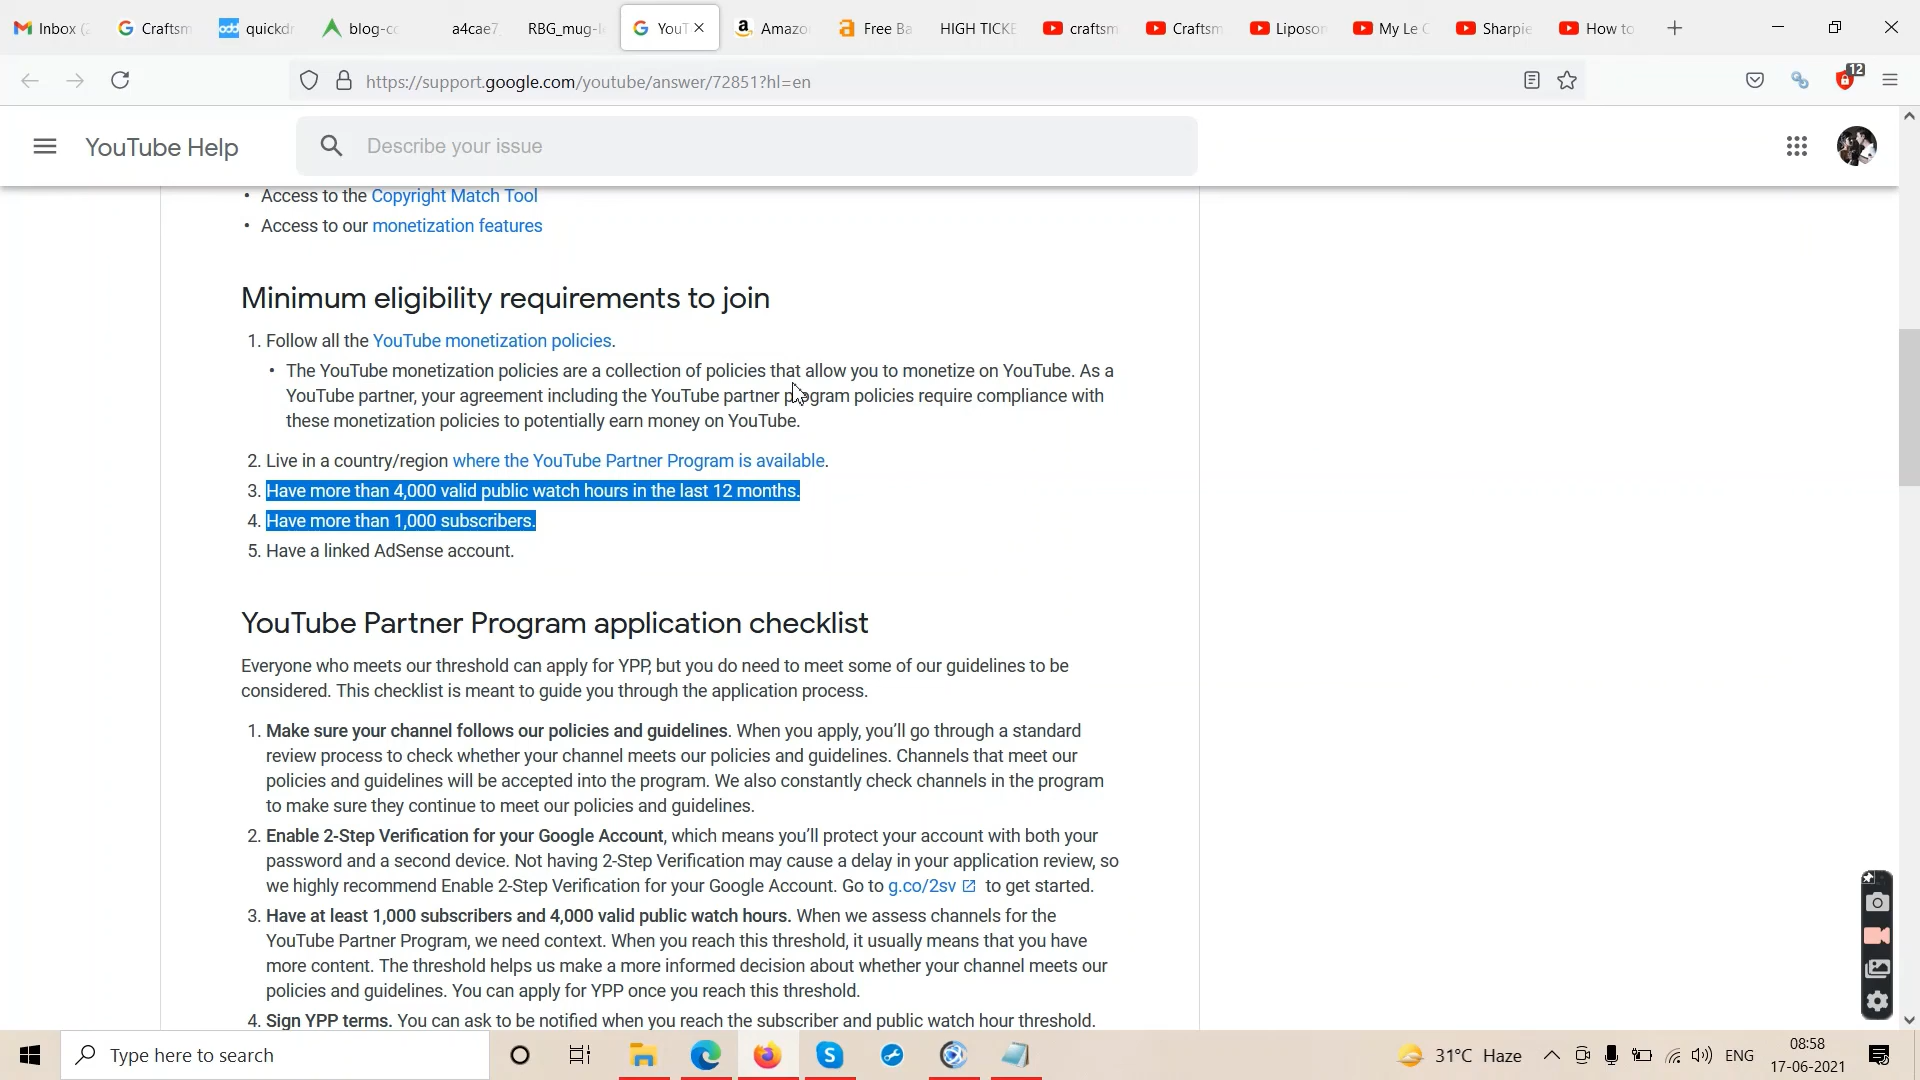 Inbox (2
Craftsm
quickdr
blog-co
a4cae7
RBG_mug-l
YouT
Amazo
Free Ba
HIGH TICKE
craftsm
Craftsm
Liposom
My Le C
Sharpie
How to
https://support.google.com/youtube/answer/72851?hl=en
12
YouTube Help
Describe your issue
• Access to the Copyright Match Tool
• Access to our monetization features
Minimum eligibility requirements to join
1. Follow all the YouTube monetization policies.
• The YouTube monetization policies are a collection of policies that allow you to monetize on YouTube. As a
YouTube partner, your agreement including the YouTube partner program policies require compliance with
these monetization policies to potentially earn money on YouTube.
2. Live in a country/region where the YouTube Partner Program is available.
3. Have more than 4,000 valid public watch hours in the last 12 months.
4. Have more than 1,000 subscribers.
5. Have a linked AdSense account.
YouTube Partner Program application checklist
Everyone who meets our threshold can apply for YPP, but you do need to meet some of our guidelines to be
considered. This checklist is meant to guide you through the application process.
1. Make sure your channel follows our policies and guidelines. When you apply, you’ll go through a standard
review process to check whether your channel meets our policies and guidelines. Channels that meet our
policies and guidelines will be accepted into the program. We also constantly check channels in the program
to make sure they continue to meet our policies and guidelines.
2. Enable 2-Step Verification for your Google Account, which means you’ll protect your account with both your
password and a second device. Not having 2-Step Verification may cause a delay in your application review, so
we highly recommend Enable 2-Step Verification for your Google Account. Go to g.co/2sv to get started.
3. Have at least 1,000 subscribers and 4,000 valid public watch hours. When we assess channels for the
YouTube Partner Program, we need context. When you reach this threshold, it usually means that you have
more content. The threshold helps us make a more informed decision about whether your channel meets our
policies and guidelines. You can apply for YPP once you reach this threshold.
4. Sign YPP terms. You can ask to be notified when you reach the subscriber and public watch hour threshold.
Type here to search
31°C Haze
ENG
08:58
17-06-2021